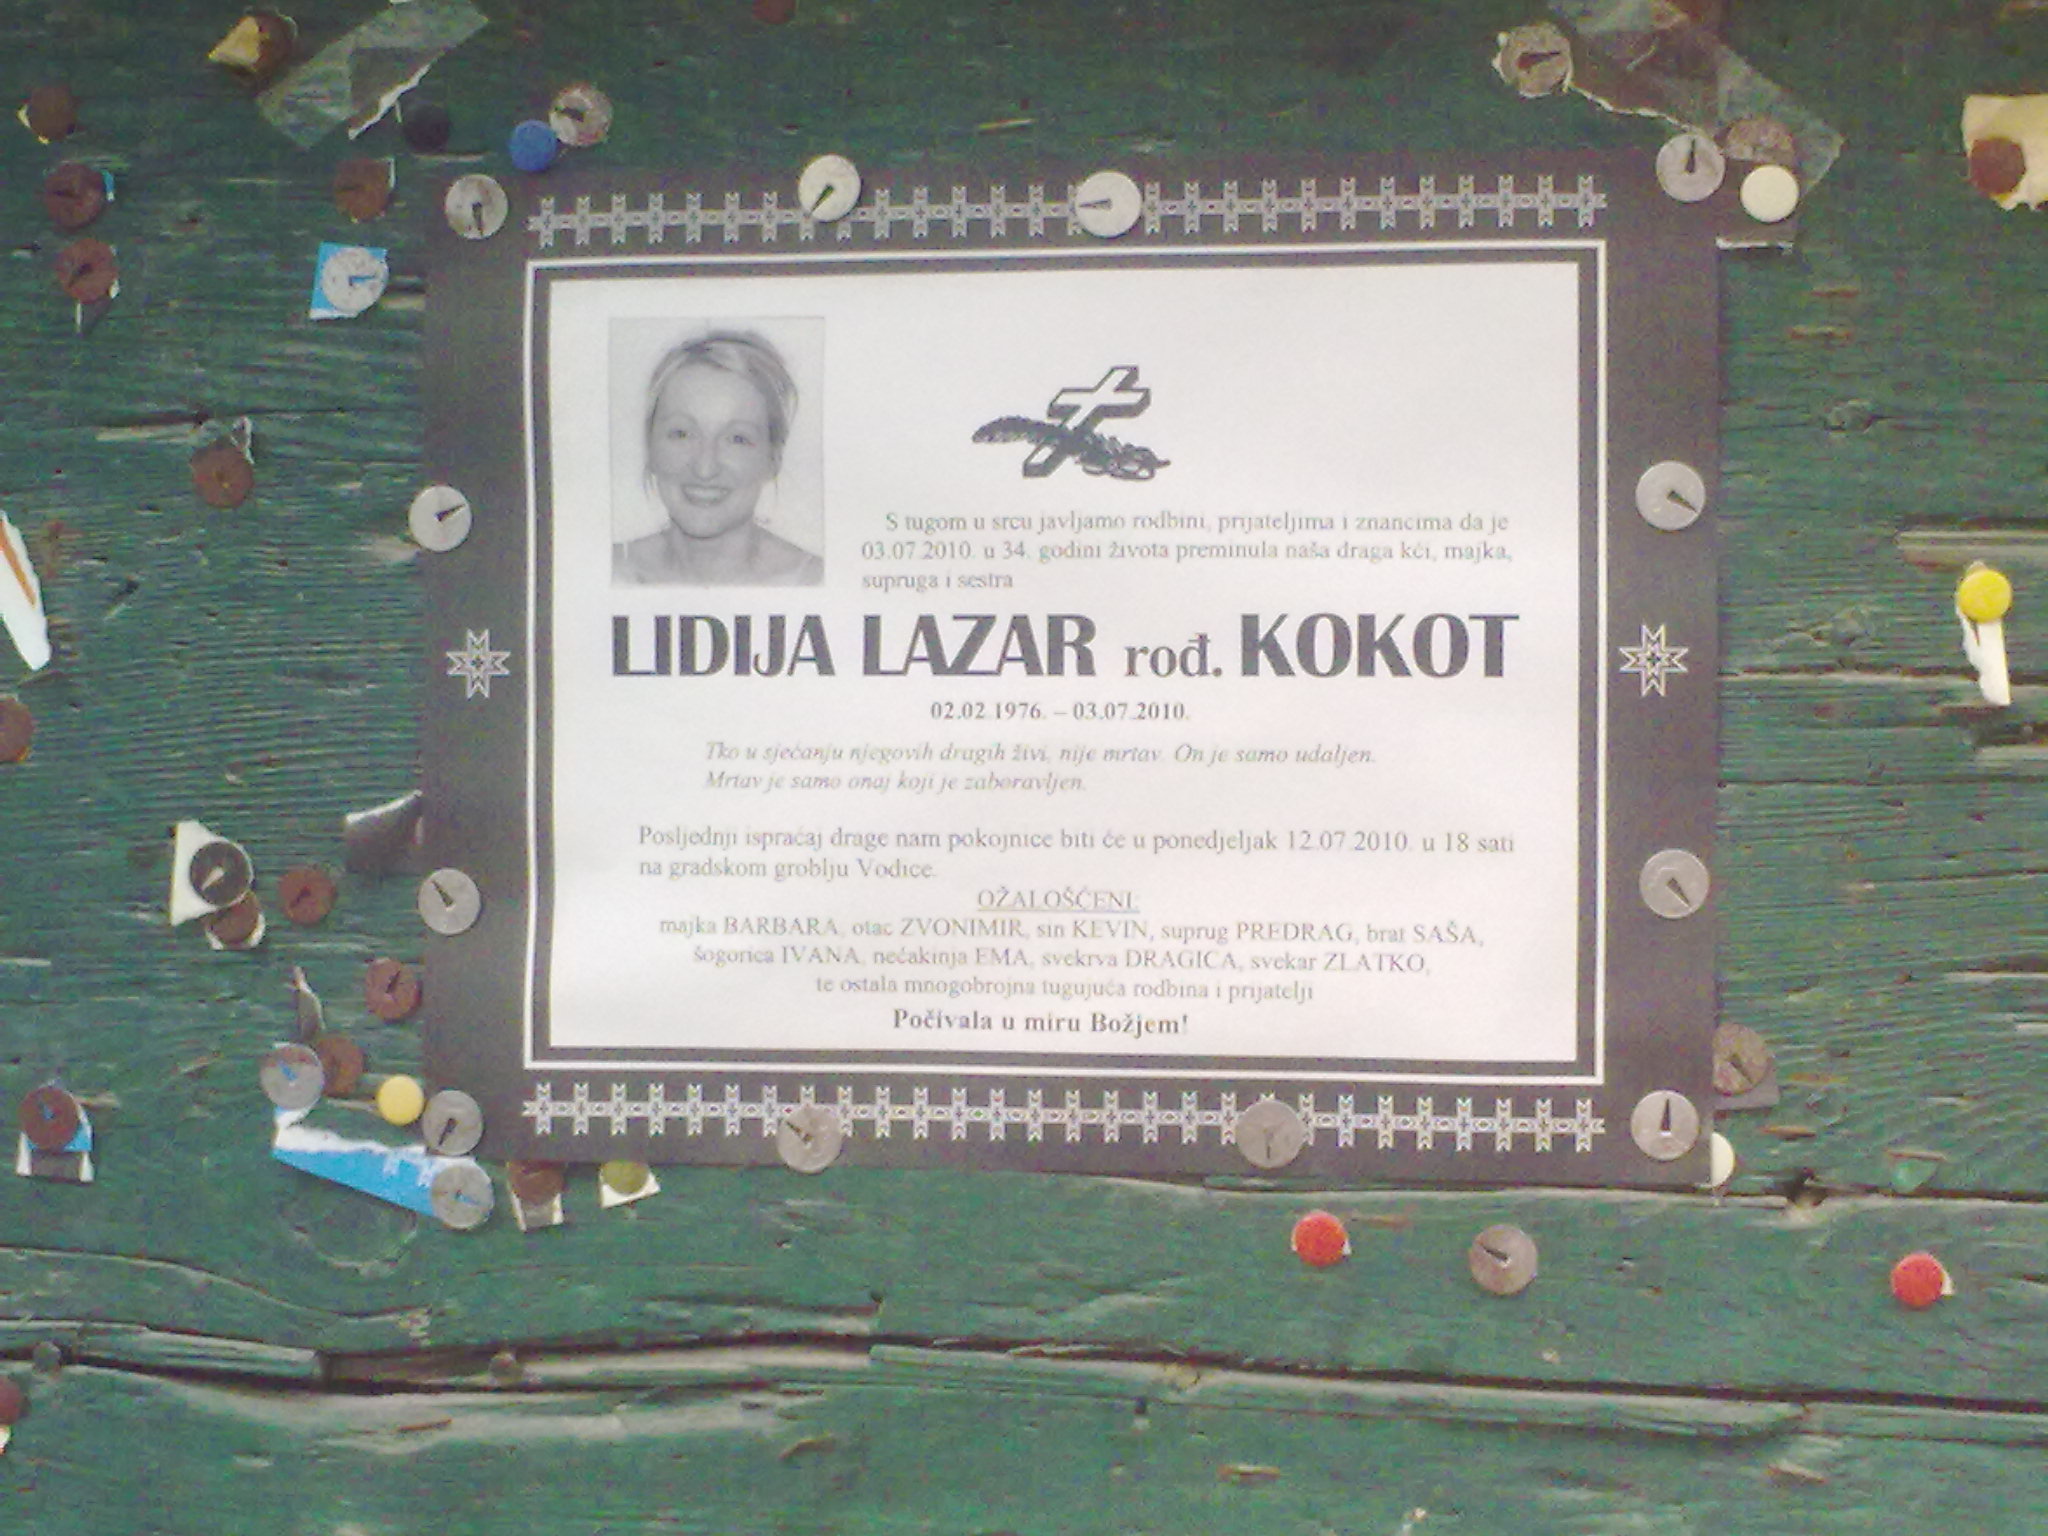 S tugom u srcu javljamo rodbini, prijateljima i znancima da je
03.07.2010. u 34. godini života preminula naša draga kći, majka,
supruga i sestra
LIDIJA LAZAR rođ. KOKOT
02.02.1976. – 03.07.2010.
Tko u sjećanju njegovih dragih živi, nije mrtav. On je samo udaljen.
Mrtav je samo onaj koji je zaboravljen.
Posljednji ispraćaj drage nam pokojnice biti će u ponedjeljak 12.07.2010. u 18 sati
na gradskom groblju Vodice.
OŽALOŠĆENI:
majka BARBARA, otac ZVONIMIR, sin KEVIN, suprug PREDRAG, brat SAŠA,
šogorica IVANA, nećakinja EMA, svekrva DRAGICA, svekar ZLATKO,
te ostala mnogobrojna tugujuća rodbina i prijatelji
Počivala u miru Božjem!